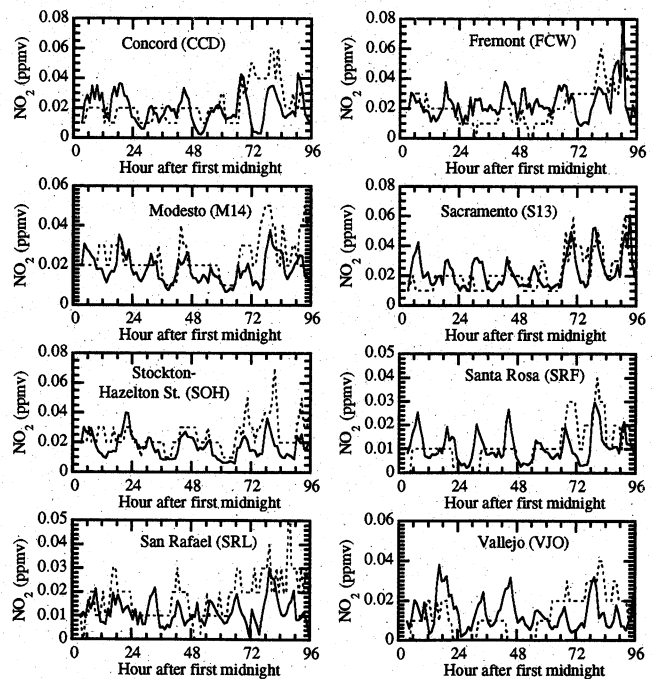 0.08
0.06
0.04
0.02
0
NO2 (ppmv)
Concord (CCD)
0 24 48 72 96
Hour after first midnight
0.08
0.06
0.04
0.02
0
NO2 (ppmv)
Fremont (FCW)
0 24 48 72 96
Hour after first midnight
0.06
0.04
0.02
0
NO2 (ppmv)
Modesto (M14)
0 24 48 72 96
Hour after first midnight
0.08
0.06
0.04
0.02
0
NO2 (ppmv)
Sacramento (S13)
0 24 48 72 96
Hour after first midnight
0.08
0.06
0.04
0.02
0
NO2 (ppmv)
Stockton-
Hazelton St. (SOH)
0 24 48 72 96
Hour after first midnight
0.05
0.04
0.03
0.02
0.01
0
NO2 (ppmv)
Santa Rosa (SRF)
0 24 48 72 96
Hour after first midnight
0.05
0.04
0.03
0.02
0.01
0
NO2 (ppmv)
San Rafael (SRL)
0 24 48 72 96
Hour after first midnight
0.06
0.04
0.02
0
NO2 (ppmv)
Vallejo (VJO)
0 24 48 72 96
Hour after first midnight